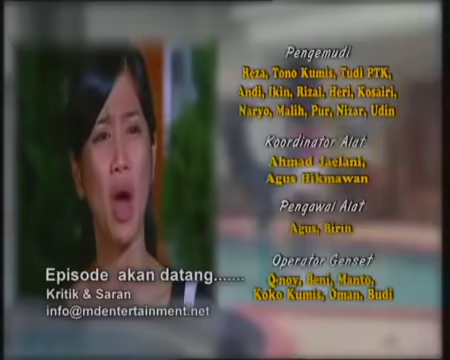 Pengemudi
Reza, Tono Kumis, Tudi PTK,
Andi, Ikin, Rizal, Heri, Kosairi,
Naryo, Malih, Pur, Nizar, Udin
Koordinator Alat
Ahmad Jaelani,
Agus Hikmawan
Pengawal Alat
Agus, Birin
Operator Genset
Q-noy, Beni, Manto,
Koko Kumis, Oman, Budi
Episode akan datang.......
Kritik & Saran
info@mdentertainment.net